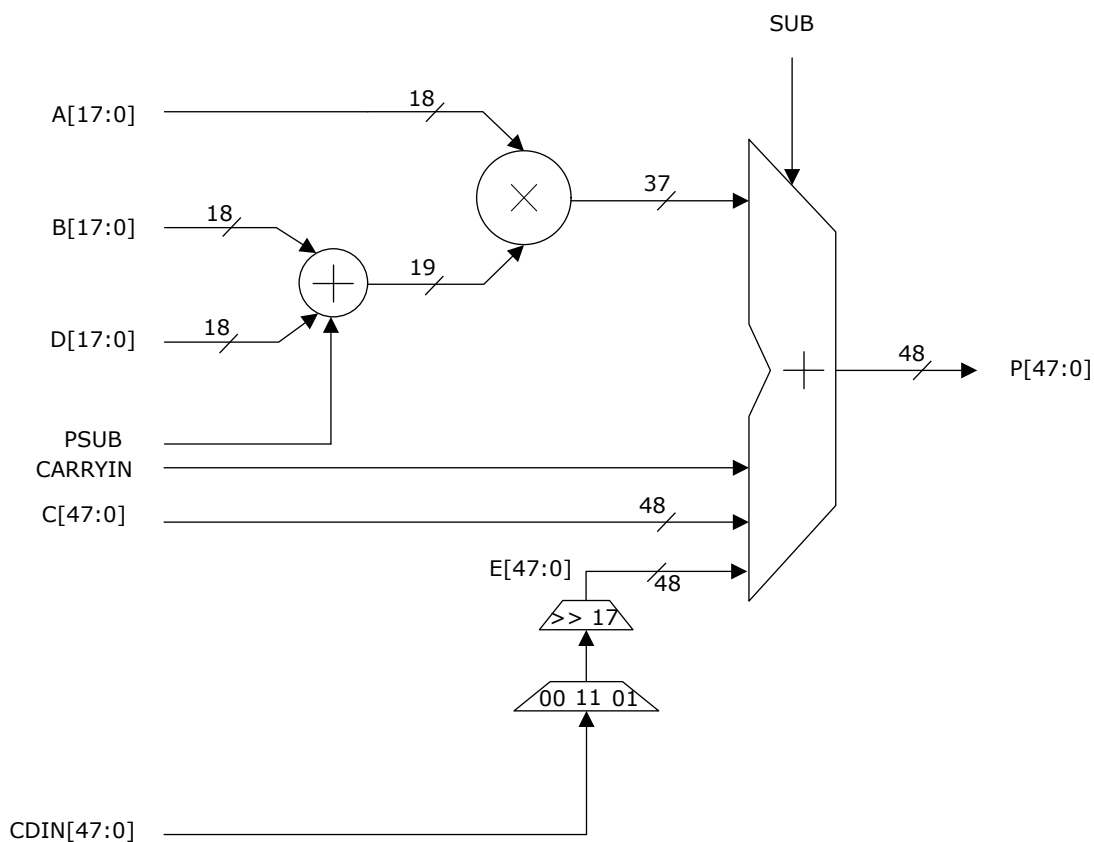 SUB
A[17:0]
18
37
B[17:0]
18
19
D[17:0]
18
48
P[47:0]
PSUB
CARRYIN
C[47:0]
48
E[47:0]
48
>> 17
00 11 01
CDIN[47:0]